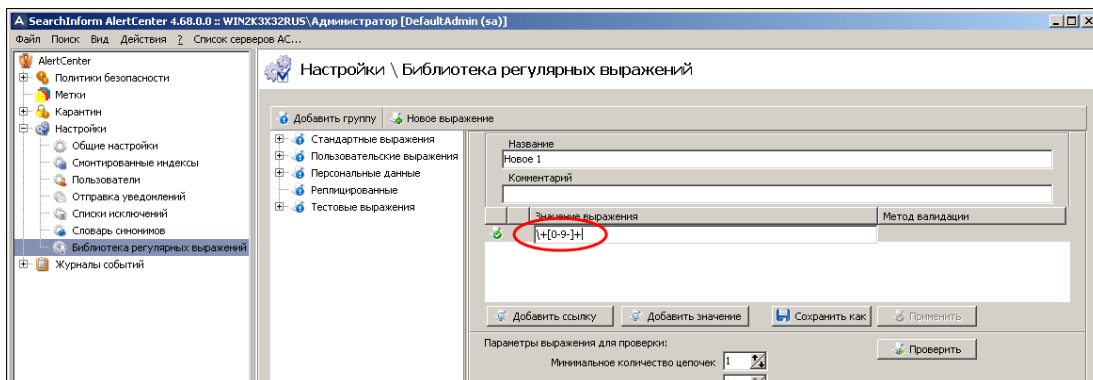 SearchInform AlertCenter 4.68.0.0 :: WIN2K3X32RUS\Администратор [DefaultAdmin (sa)]
Файл Поиск Вид Действия ? Список серверов AC...
AlertCenter
Политики безопасности
Метки
Карантин
Настройки
Общие настройки
Смонтированные индексы
Пользователи
Отправка уведомлений
Списки исключений
Словарь синонимов
Библиотека регулярных выражений
Журналы событий
Настройки \ Библиотека регулярных выражений
Добавить группу Новое выражение
Стандартные выражения
Пользовательские выражения
Персональные данные
Реплицированные
Тестовые выражения
Название
Новое 1
Комментарий
Значение выражения Метод валидации
\+[0-9-]+
Добавить ссылку Добавить значение Сохранить как Применить
Параметры выражения для проверки:
Минимальное количество цепочек 1
Проверить